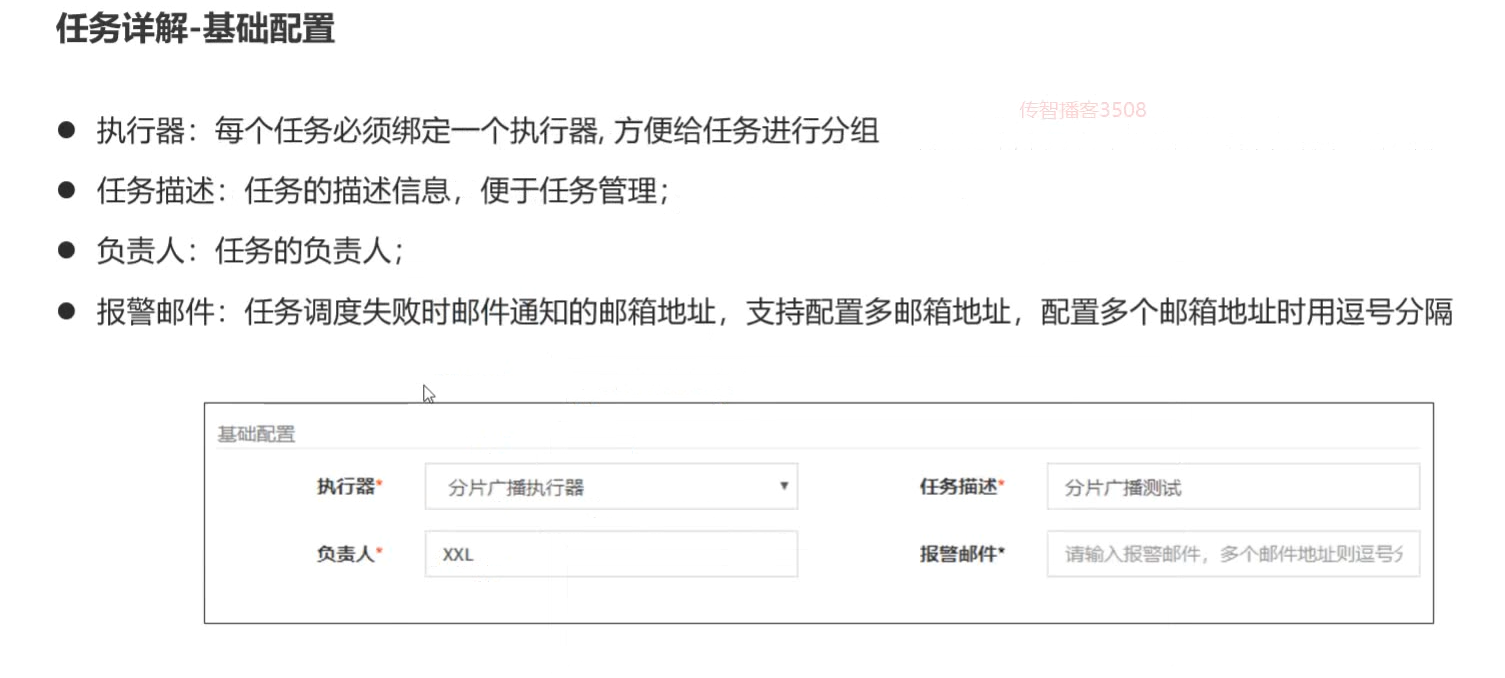 任务详解-基础配置
传智播客3508
● 执行器：每个任务必须绑定一个执行器, 方便给任务进行分组
● 任务描述：任务的描述信息，便于任务管理；
● 负责人：任务的负责人；
● 报警邮件：任务调度失败时邮件通知的邮箱地址，支持配置多邮箱地址，配置多个邮箱地址时用逗号分隔
基础配置
执行器* 分片广播执行器 任务描述* 分片广播测试
负责人* XXL 报警邮件* 请输入报警邮件，多个邮件地址则逗号